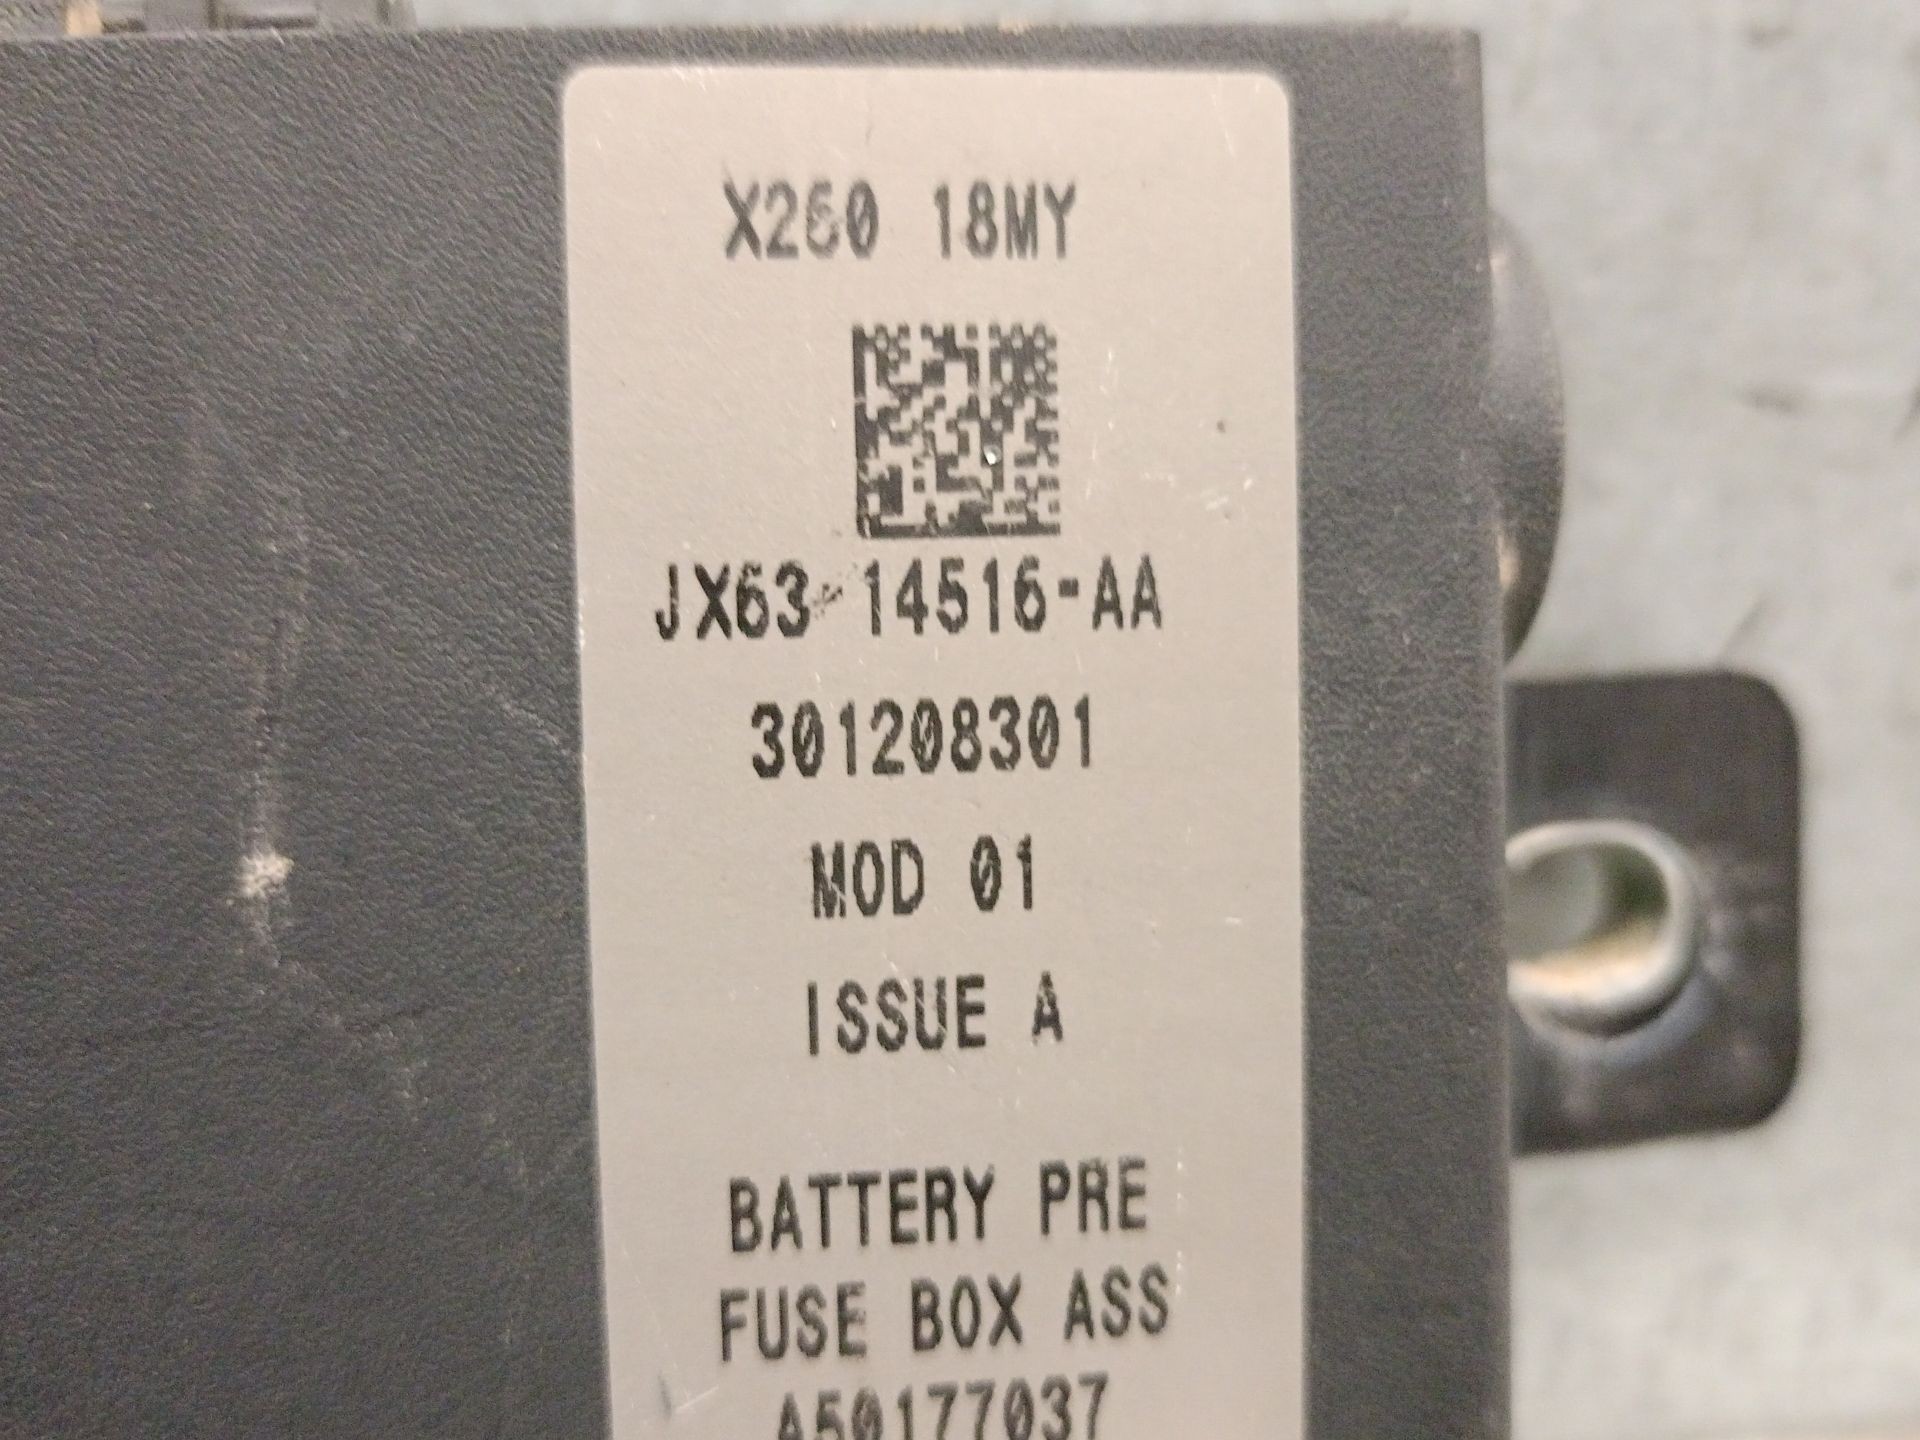 X260 18MY
JX63-14516-AA
301208301
MOD 01
ISSUE A
BATTERY PRE
FUSE BOX ASS
A50177037